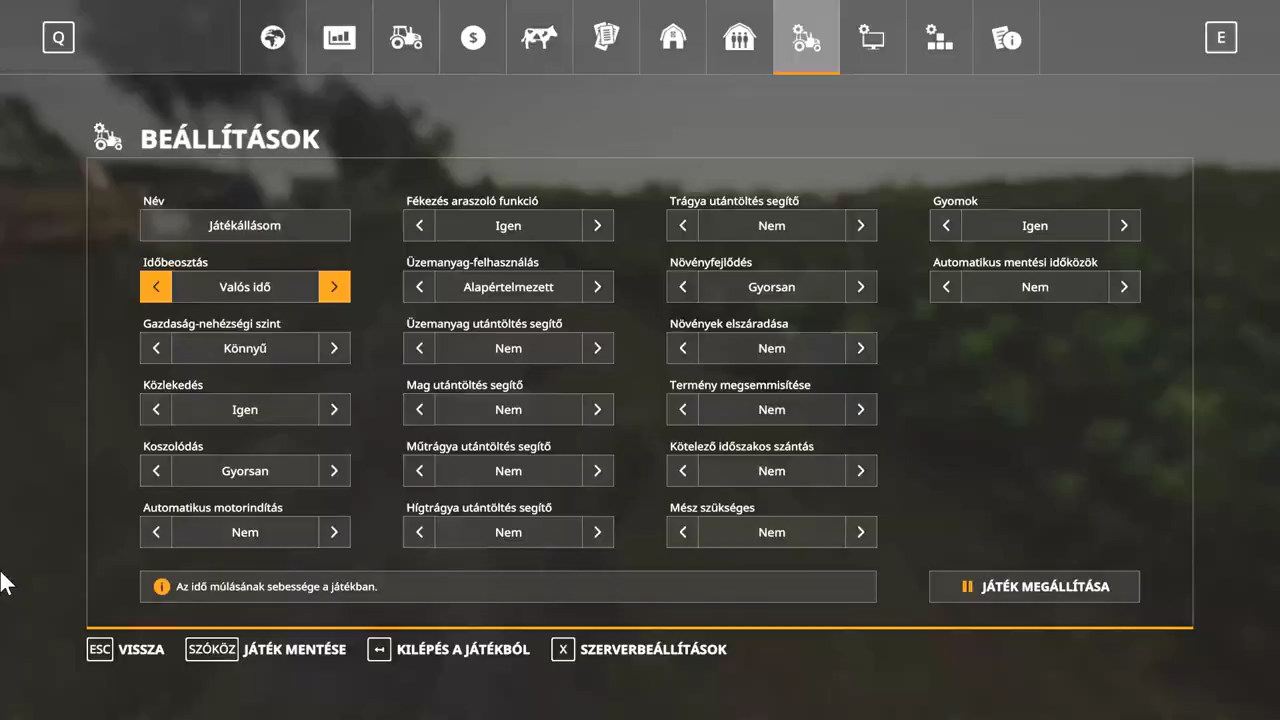 Q
E
BEÁLLÍTÁSOK
Név
Játékállásom
Időbeosztás
Valós idő
Gazdaság-nehézségi szint
Könnyű
Közlekedés
Igen
Koszolódás
Gyorsan
Automatikus motorindítás
Nem
Fékezés araszoló funkció
Igen
Üzemanyag-felhasználás
Alapértelmezett
Üzemanyag utántöltés segítő
Nem
Mag utántöltés segítő
Nem
Műtrágya utántöltés segítő
Nem
Hígtrágya utántöltés segítő
Nem
Trágya utántöltés segítő
Nem
Növényfejlődés
Gyorsan
Növények elszáradása
Nem
Termény megsemmisítése
Nem
Kötelező időszakos szántás
Nem
Mész szükséges
Nem
Gyomok
Igen
Automatikus mentési időközök
Nem
Az idő múlásának sebessége a játékban.
JÁTÉK MEGÁLLÍTÁSA
ESC VISSZA SZÓKÖZ JÁTÉK MENTÉSE KILÉPÉS A JÁTÉKBÓL X SZERVERBEÁLLÍTÁSOK